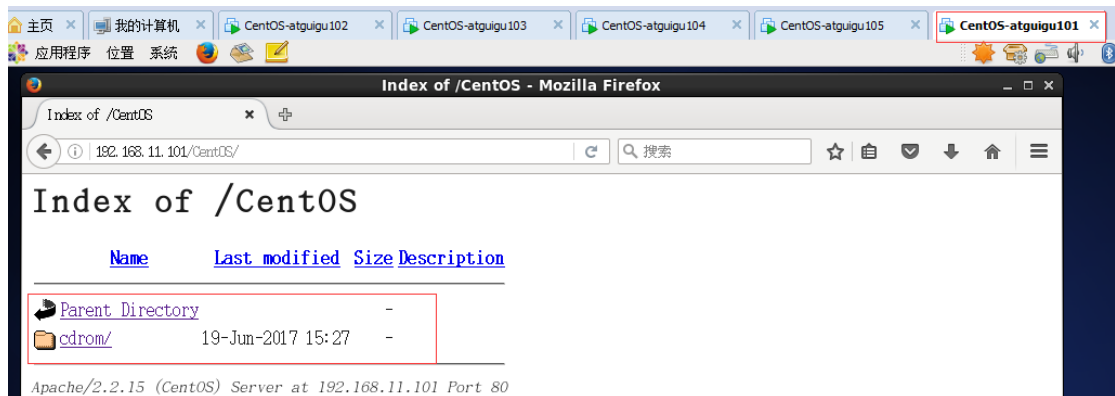 主页 我的计算机 CentOS-atguigu102 CentOS-atguigu103 CentOS-atguigu104 CentOS-atguigu105 CentOS-atguigu101
应用程序 位置 系统
Index of /CentOS - Mozilla Firefox
Index of /CentOS
192.168.11.101/CentOS/ 搜索
Index of /CentOS
Name Last modified Size Description
Parent Directory -
cdrom/ 19-Jun-2017 15:27 -
Apache/2.2.15 (CentOS) Server at 192.168.11.101 Port 80